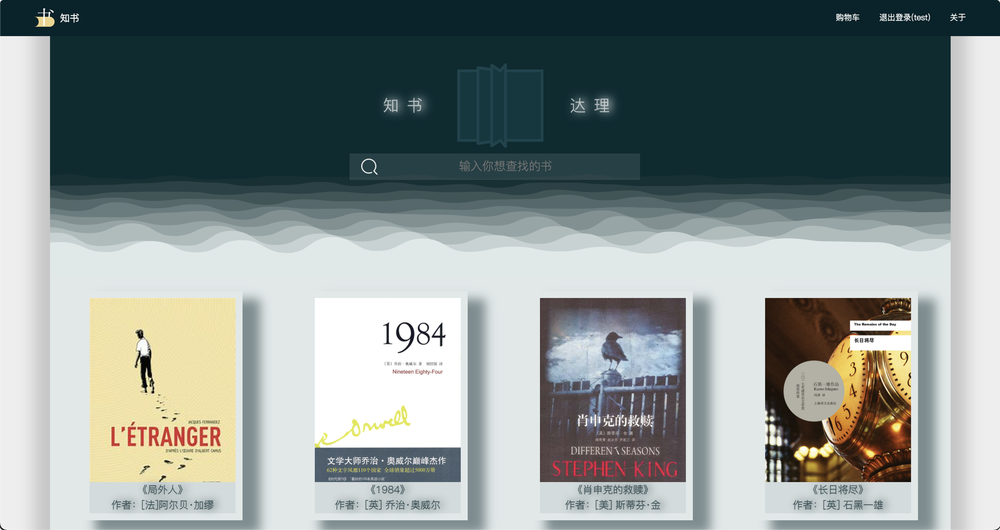 书 知书
购物车 退出登录(test) 关于
知书 达理
输入你想查找的书
JACQUES FERRANDEZ
L'ÉTRANGER
D'APRÈS L'ŒUVRE D'ALBERT CAMUS
《局外人》
作者：[法]阿尔贝·加缪
1984
〔英〕乔治·奥威尔 著 刘绍铭 译
Nineteen Eighty-Four
Orwell
文学大师乔治·奥威尔巅峰杰作
62种文字风靡110个国家 全球销量超过5000万册
《时代周刊》“最好的100本英语小说”
《1984》
作者：[英] 乔治·奥威尔
肖申克的救赎
〔美〕斯蒂芬·金 著
施寄青 赵永芬 齐若兰 译
DIFFERENT SEASONS
STEPHEN KING
《肖申克的救赎》
作者：[美] 斯蒂芬·金
The Remains of the Day
长日将尽
二〇一七年诺贝尔文学奖
获奖作家
石黑一雄作品
Kazuo Ishiguro
冯涛 译
上海译文出版社
《长日将尽》
作者：[英] 石黑一雄